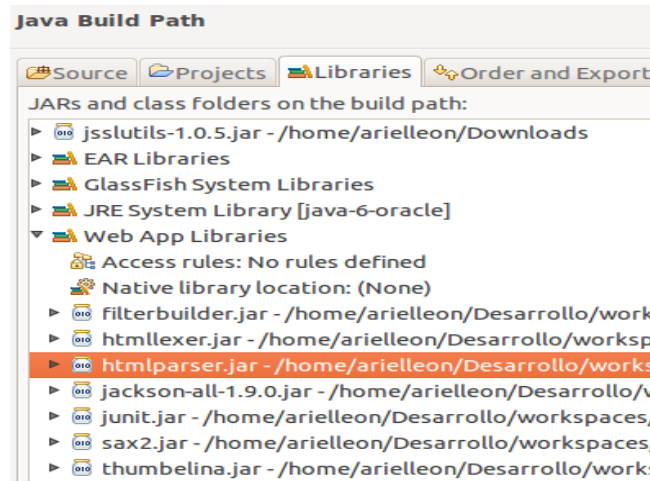 Java Build Path
Source Projects Libraries Order and Export
JARs and class folders on the build path:
jsslutils-1.0.5.jar - /home/arielleon/Downloads
EAR Libraries
GlassFish System Libraries
JRE System Library [java-6-oracle]
Web App Libraries
Access rules: No rules defined
Native library location: (None)
filterbuilder.jar - /home/arielleon/Desarrollo/work
htmllexer.jar - /home/arielleon/Desarrollo/worksp
htmlparser.jar - /home/arielleon/Desarrollo/works
jackson-all-1.9.0.jar - /home/arielleon/Desarrollo/w
junit.jar - /home/arielleon/Desarrollo/workspaces/
sax2.jar - /home/arielleon/Desarrollo/workspaces/
thumbelina.jar - /home/arielleon/Desarrollo/works